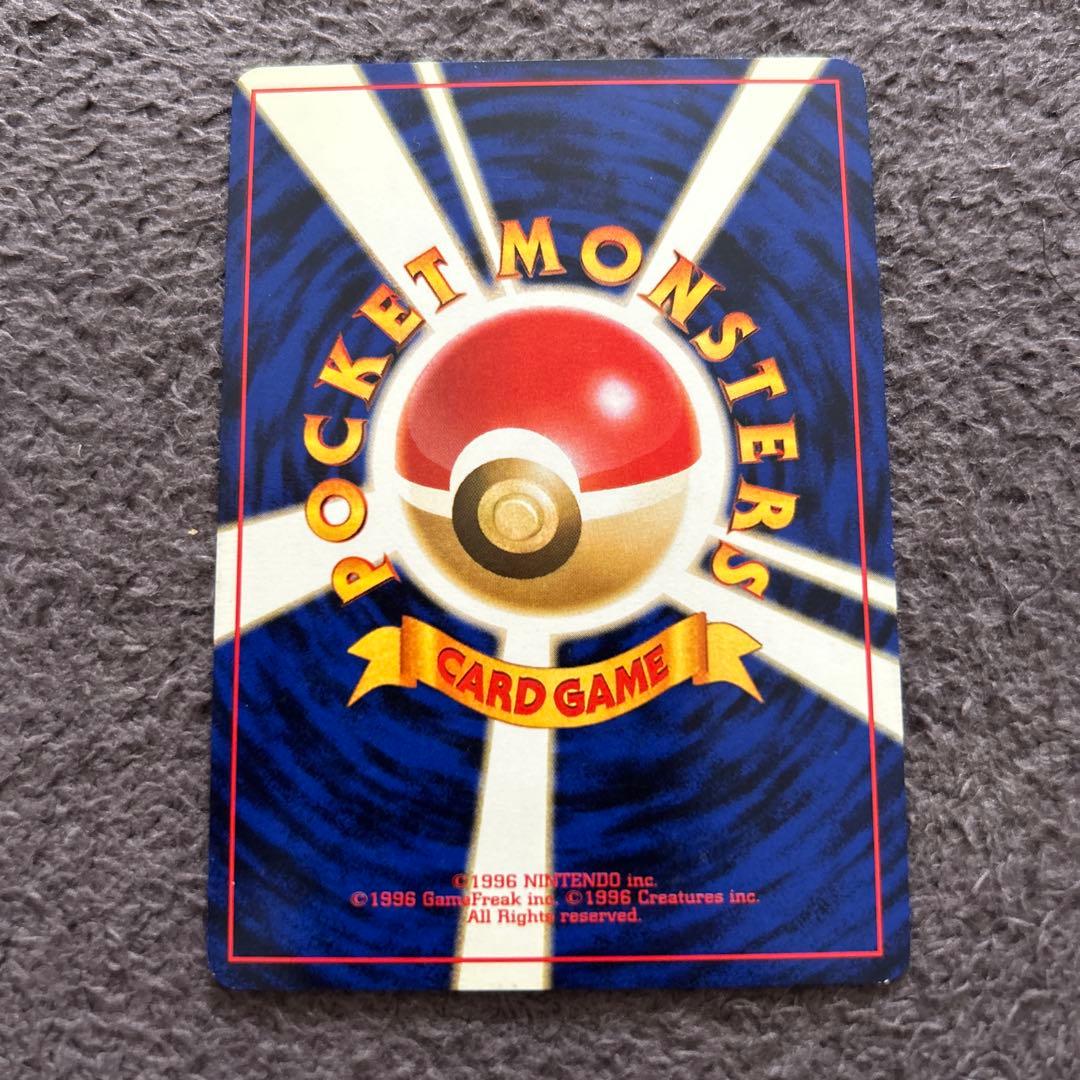 POCKET MONSTERS
CARD GAME
©1996 NINTENDO inc.
©1996 GameFreak inc. ©1996 Creatures inc.
All Rights reserved.